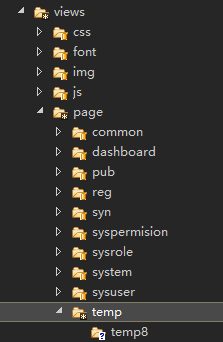 views
css
font
img
js
page
common
dashboard
pub
reg
syn
syspermision
sysrole
system
sysuser
temp
temp8